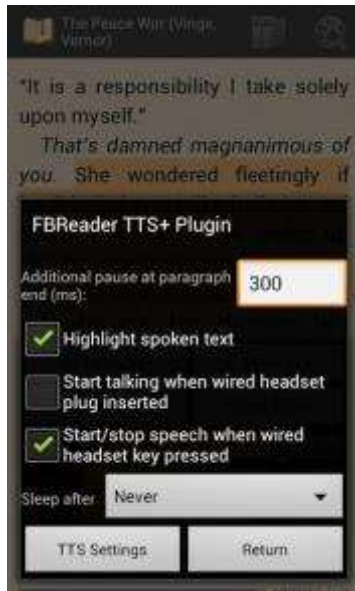 The Peace War (Vinge,
Vernor)
"It is a responsibility I take solely
upon myself."
That's damned magnanimous of
you. She wondered fleetingly if
FBReader TTS+ Plugin
Additional pause at paragraph
end (ms):
300
Highlight spoken text
Start talking when wired headset
plug inserted
Start/stop speech when wired
headset key pressed
Sleep after
Never
TTS Settings
Return